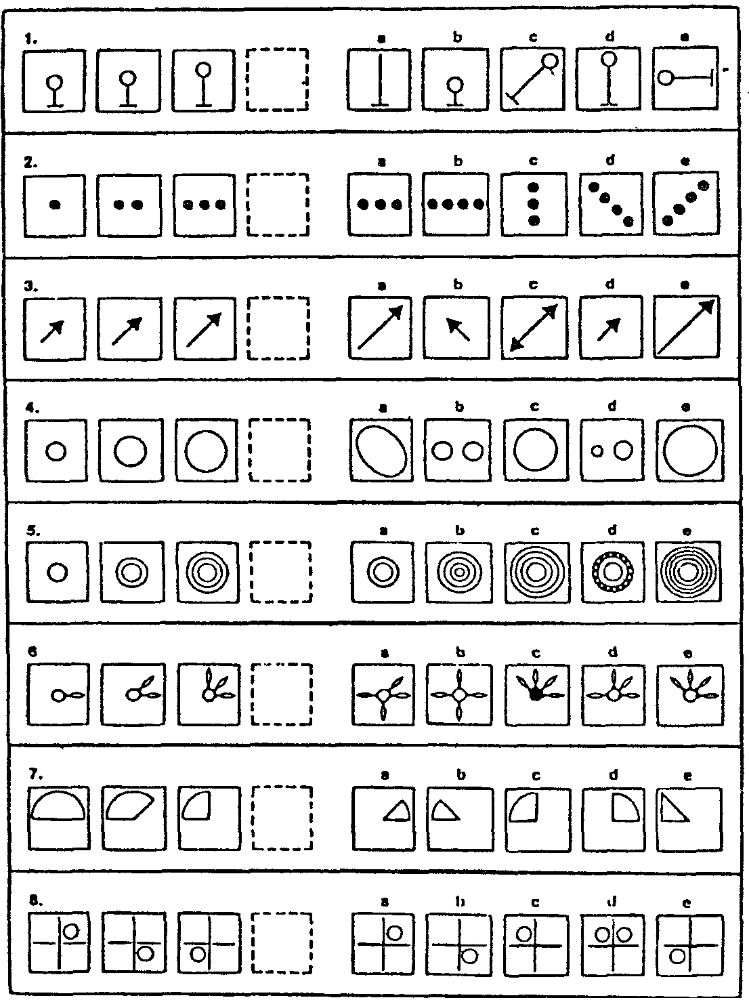 1. a b c d e
2. a b c d e
3. a b c d e
4. a b c d e
5. a b c d e
6 a b c d e
7. a b c d e
8. a b c d e